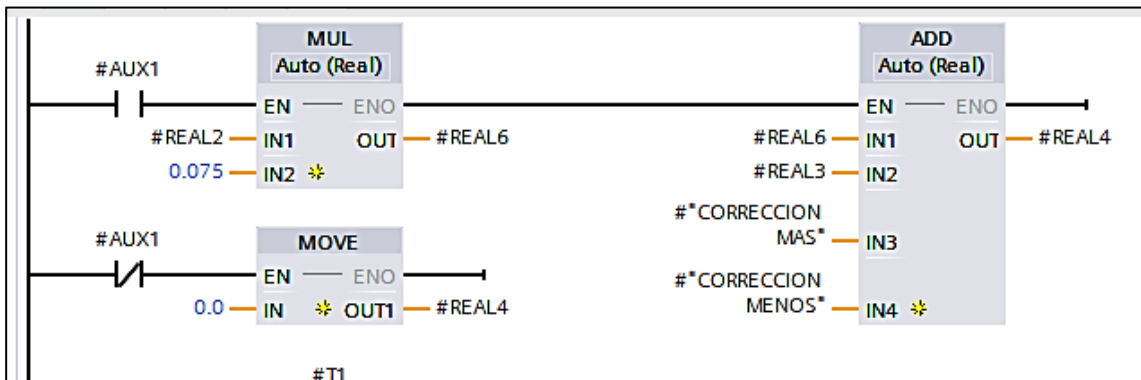 MUL
Auto (Real)
#AUX1
EN ENO
#REAL2 IN1 OUT #REAL6
0.075 IN2
ADD
Auto (Real)
EN ENO
#REAL6 IN1 OUT #REAL4
#REAL3 IN2
#"CORRECCION
MAS" IN3
#"CORRECCION
MENOS" IN4
#AUX1
MOVE
EN ENO
0.0 IN OUT1 #REAL4
#T1